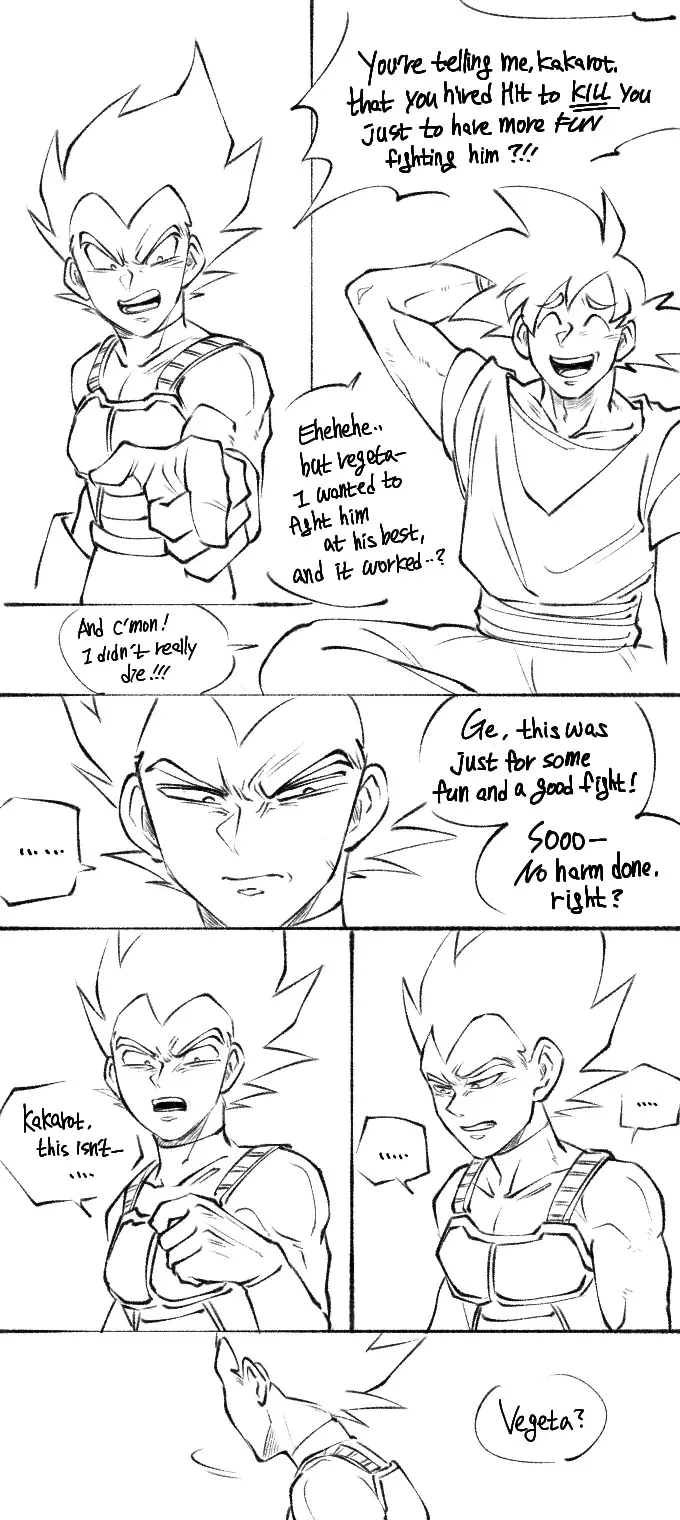 You're telling me, Kakarot.
that you hired Hit to KILL you
just to have more FUN
fighting him ?!!
Ehehehe..
but vegeta-
I wanted to
fight him
at his best,
and it worked..?
And c'mon!
I didn't really
die!!!
Ge, this was
just for some
fun and a good fight!
Sooo-
No harm done.
right?
... ...
Kakarot.
this isn't-
....
.....
....
Vegeta?